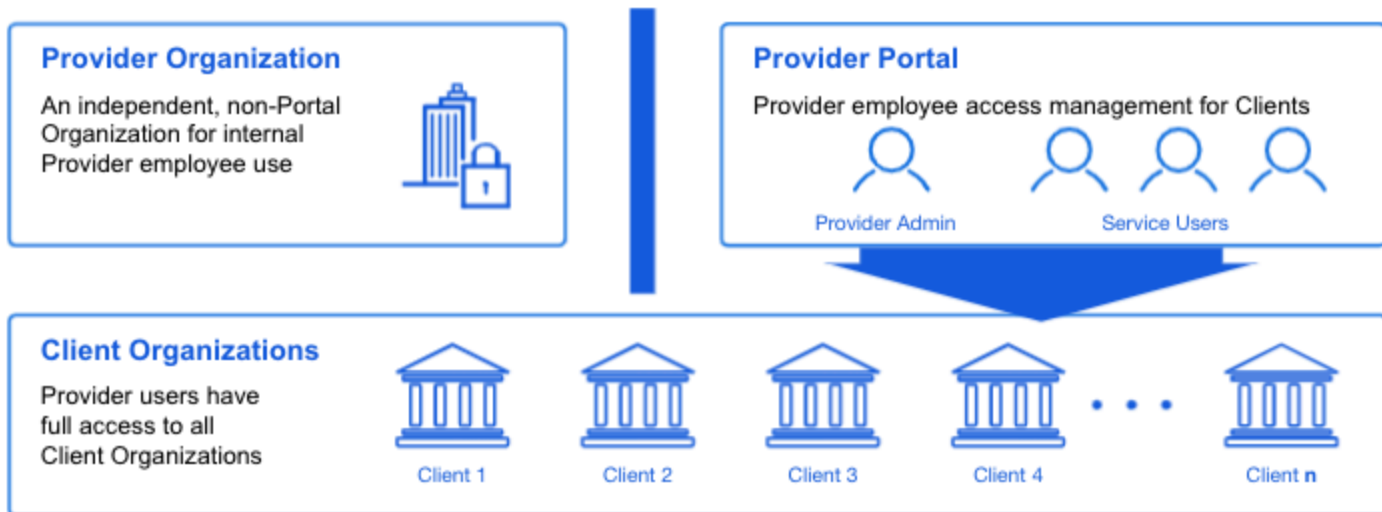 Provider Organization
An independent, non-Portal
Organization for internal
Provider employee use
Provider Portal
Provider employee access management for Clients
Provider Admin
Service Users
Client Organizations
Provider users have
full access to all
Client Organizations
Client 1
Client 2
Client 3
Client 4
• • •
Client n